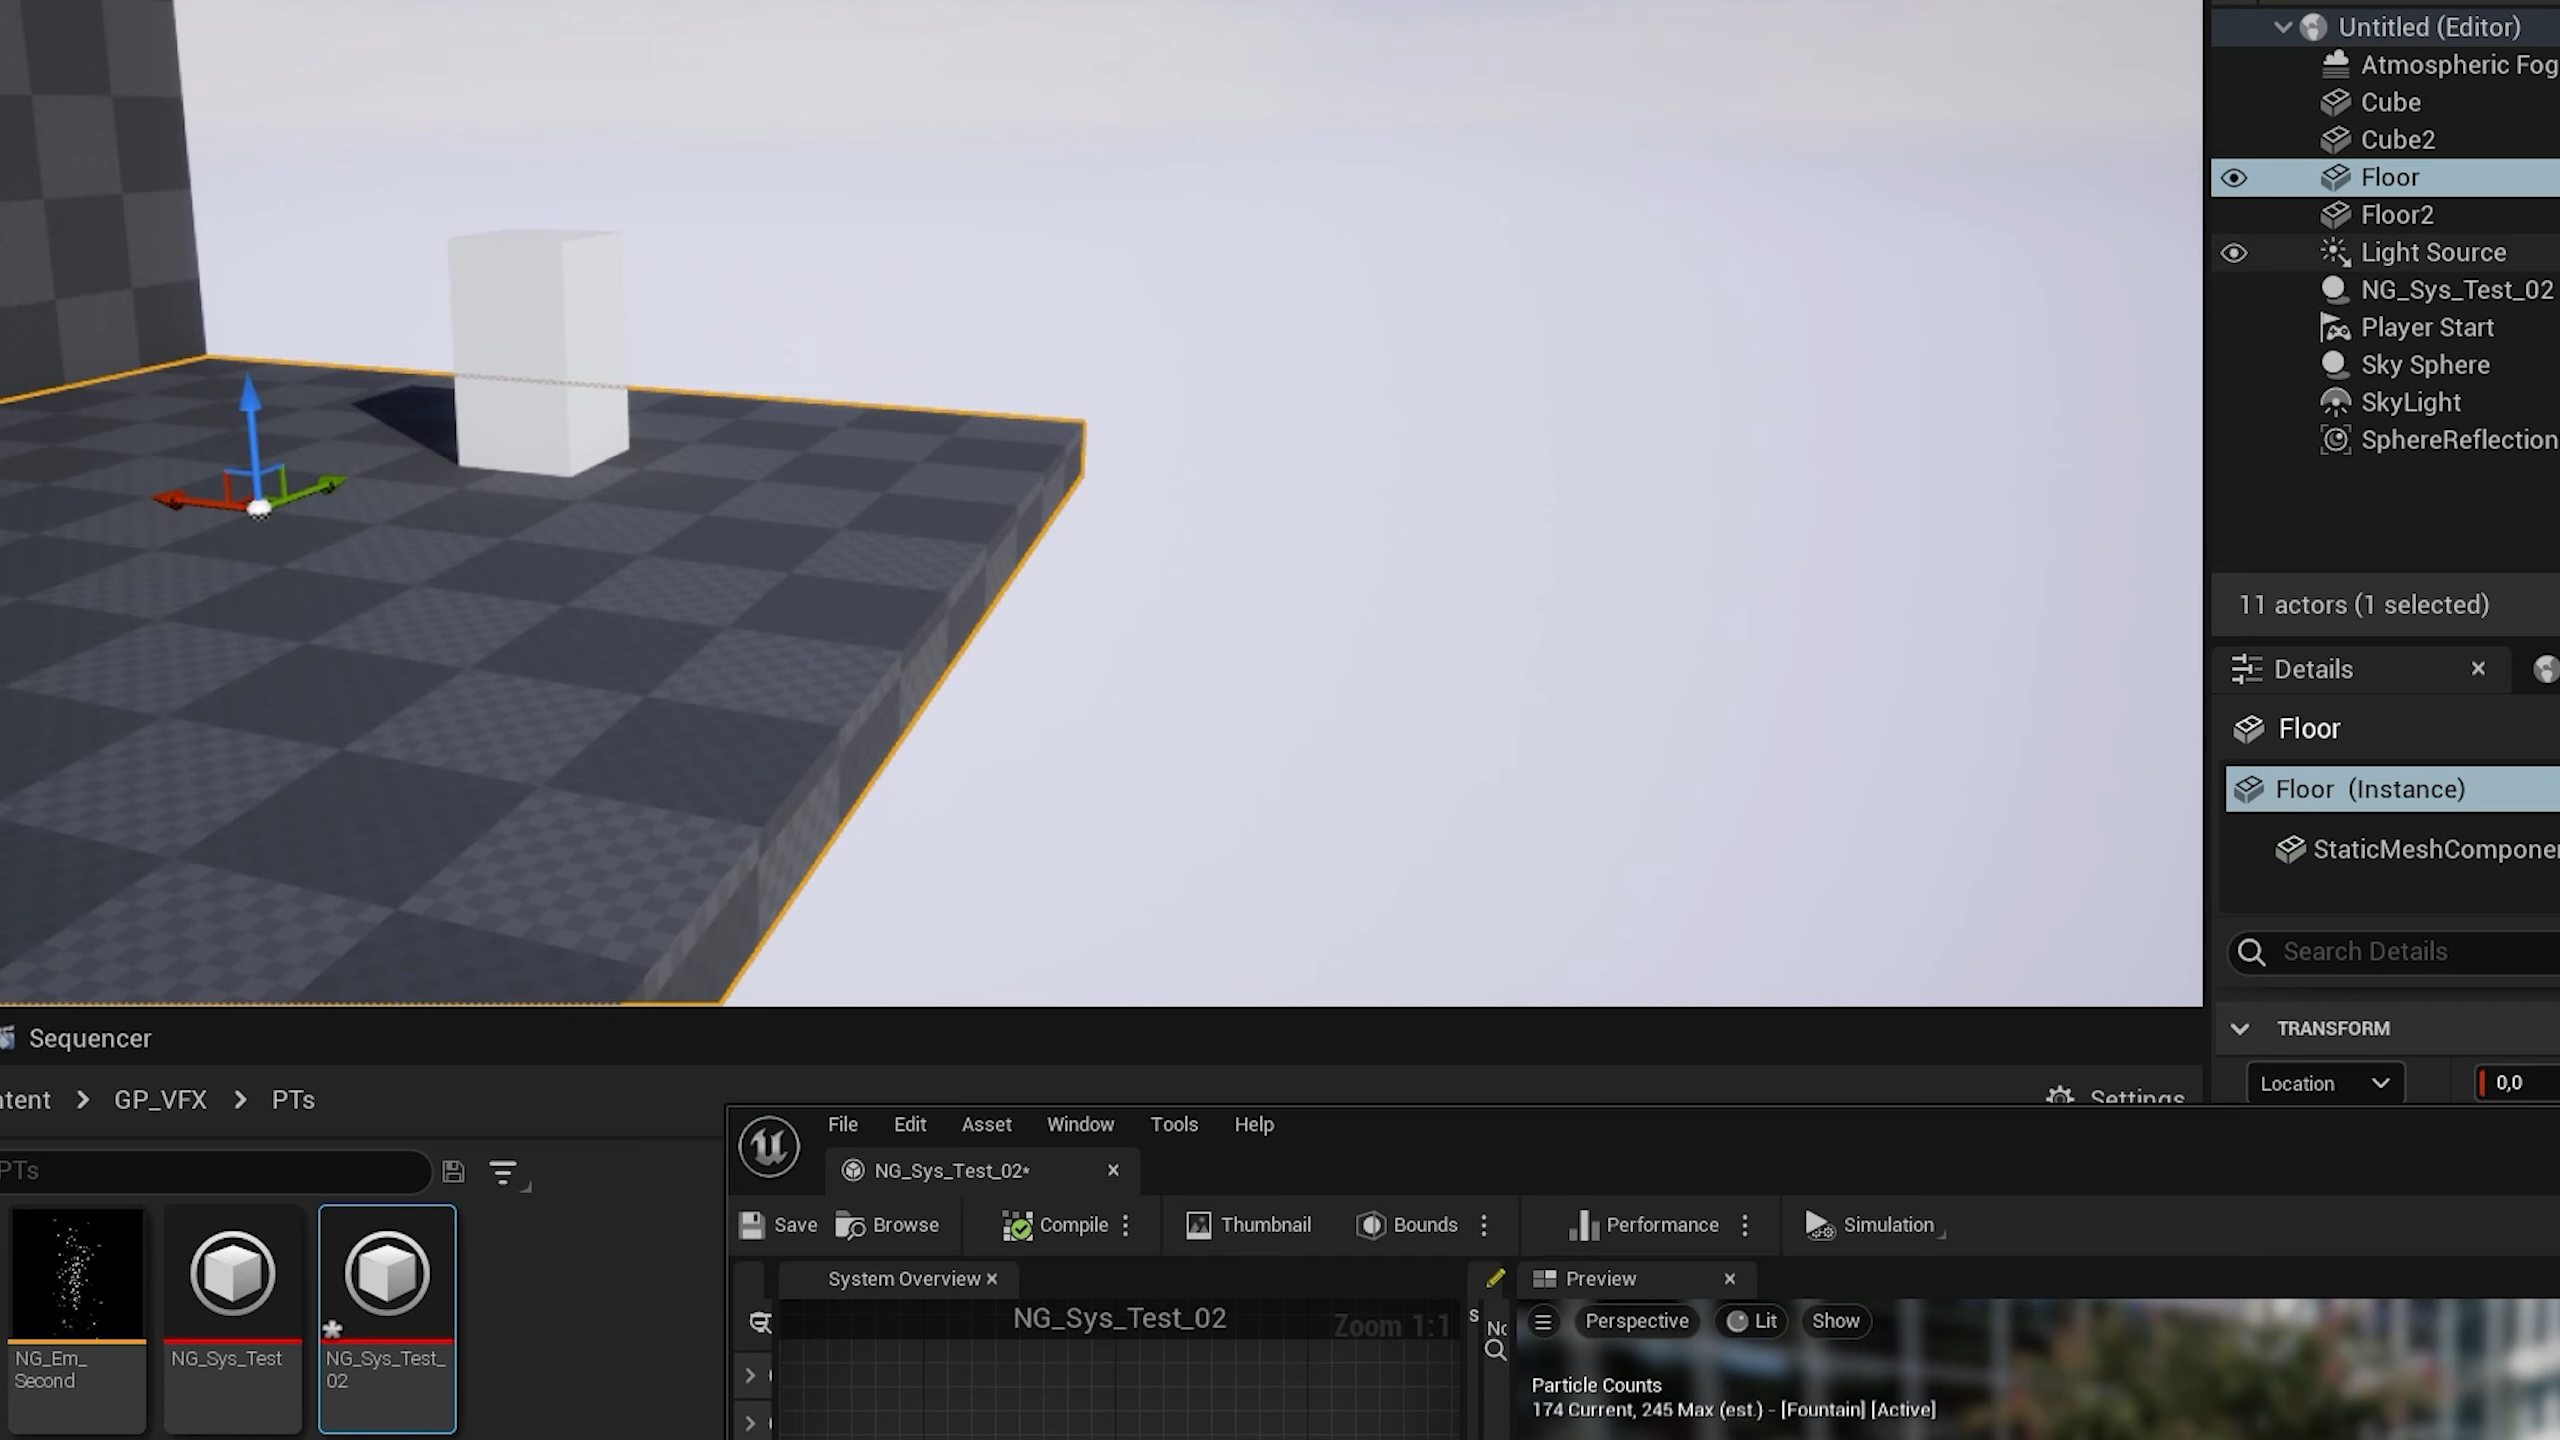 Untitled (Editor)
Atmospheric Fog
Cube
Cube2
Floor
Floor2
Light Source
NG_Sys_Test_02
Player Start
Sky Sphere
SkyLight
SphereReflection
11 actors (1 selected)
Details
Floor
Floor (Instance)
StaticMeshComponen
Search Details
TRANSFORM
Location
0,0
Sequencer
ntent > GP_VFX > PTs
Settings
PTs
NG_Em_
Second
NG_Sys_Test
NG_Sys_Test_
02
File Edit Asset Window Tools Help
NG_Sys_Test_02*
Save Browse Compile Thumbnail Bounds Performance Simulation
System Overview
Preview
NG_Sys_Test_02
Zoom 1:1
Perspective Lit Show
Particle Counts
174 Current, 245 Max (est.) - [Fountain] [Active]